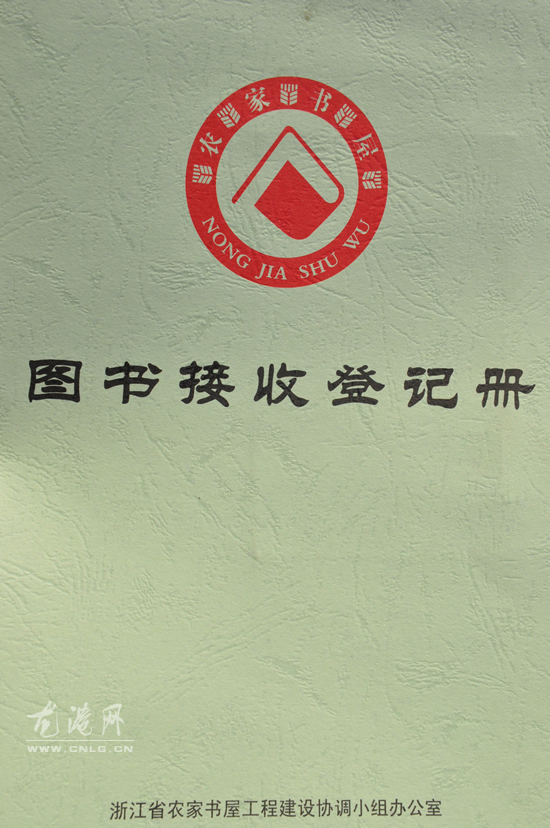 农家书屋
NONG JIA SHU WU
图书接收登记册
龙港网
WWW.CNLG.CN
浙江省农家书屋工程建设协调小组办公室